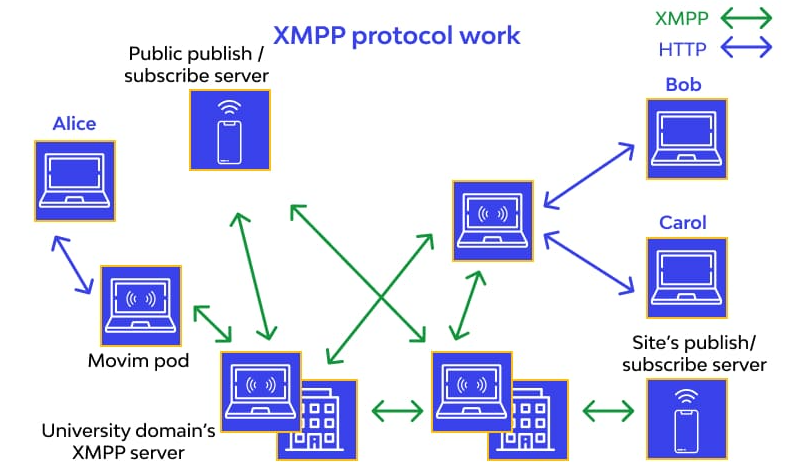 XMPP protocol work
XMPP
HTTP
Public publish /
subscribe server
Bob
Alice
Carol
Movim pod
Site's publish/
subscribe server
University domain's
XMPP server